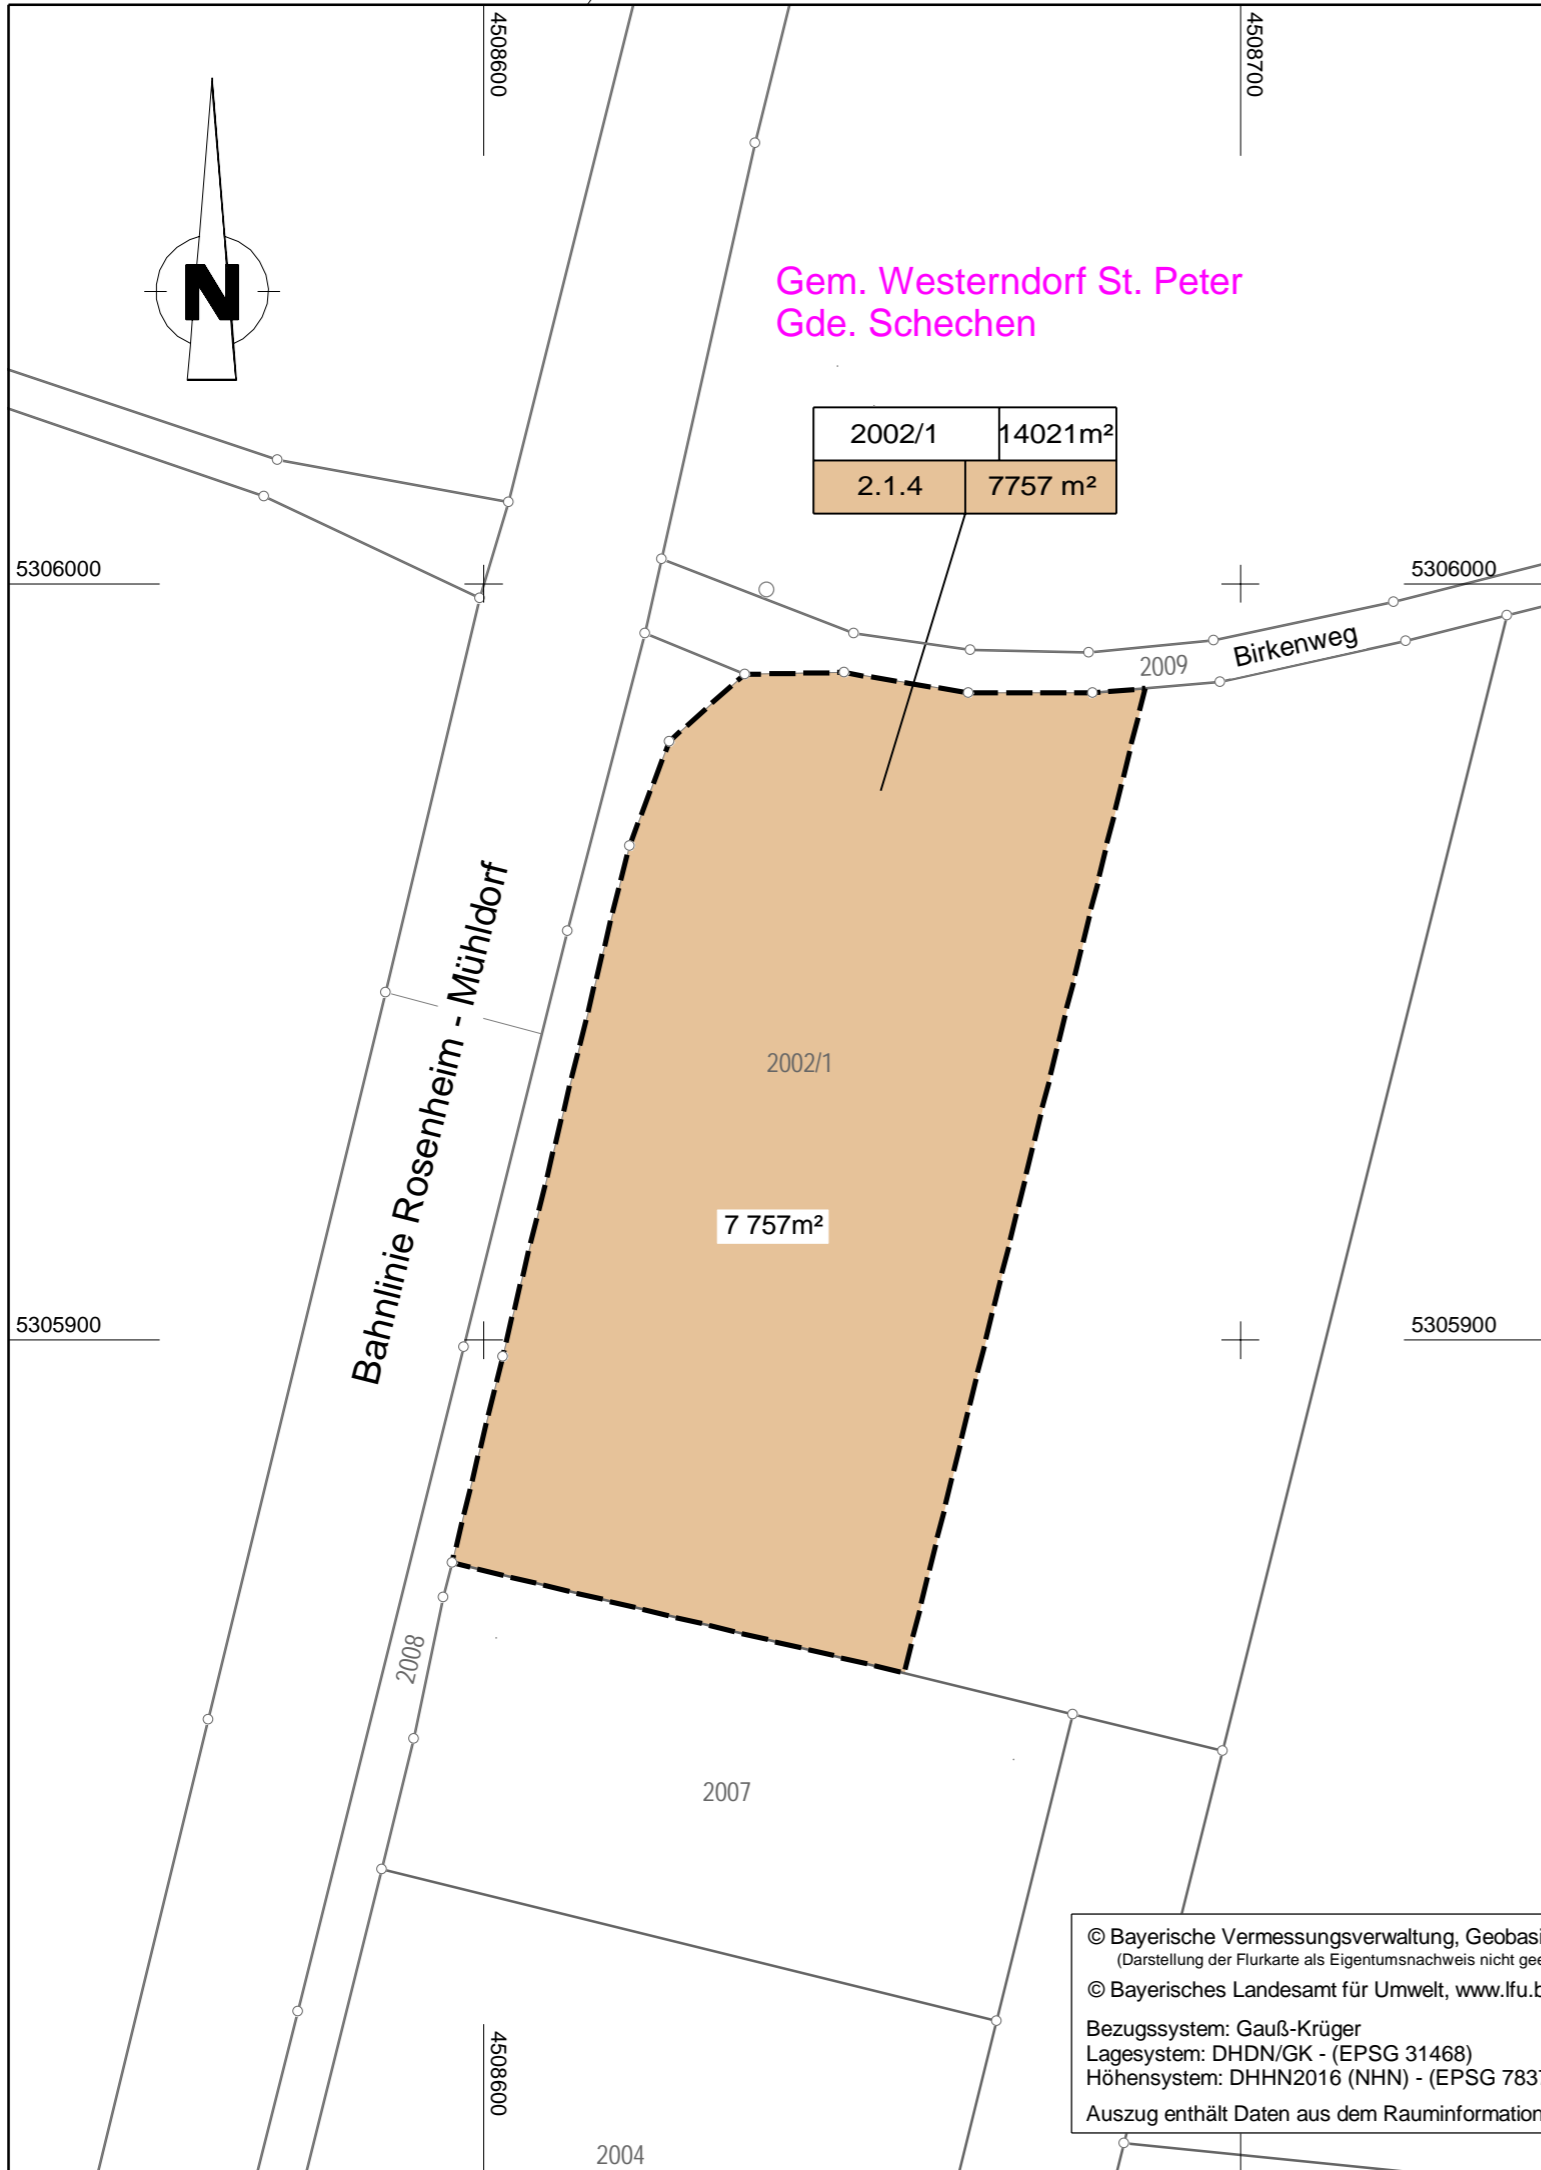 4508600
4508700
N
Gem. Westerndorf St. Peter
Gde. Schechen
2002/1 14021m²
2.1.4 7757 m²
5306000
5306000
Birkenweg
2009
Bahnlinie Rosenheim - Mühldorf
2002/1
7 757m²
5305900
5305900
2008
2007
© Bayerische Vermessungsverwaltung, Geobasi
(Darstellung der Flurkarte als Eigentumsnachweis nicht gee
© Bayerisches Landesamt für Umwelt, www.lfu.b
Bezugssystem: Gauß-Krüger
Lagesystem: DHDN/GK - (EPSG 31468)
Höhensystem: DHHN2016 (NHN) - (EPSG 7837
Auszug enthält Daten aus dem Rauminformation
4508600
2004